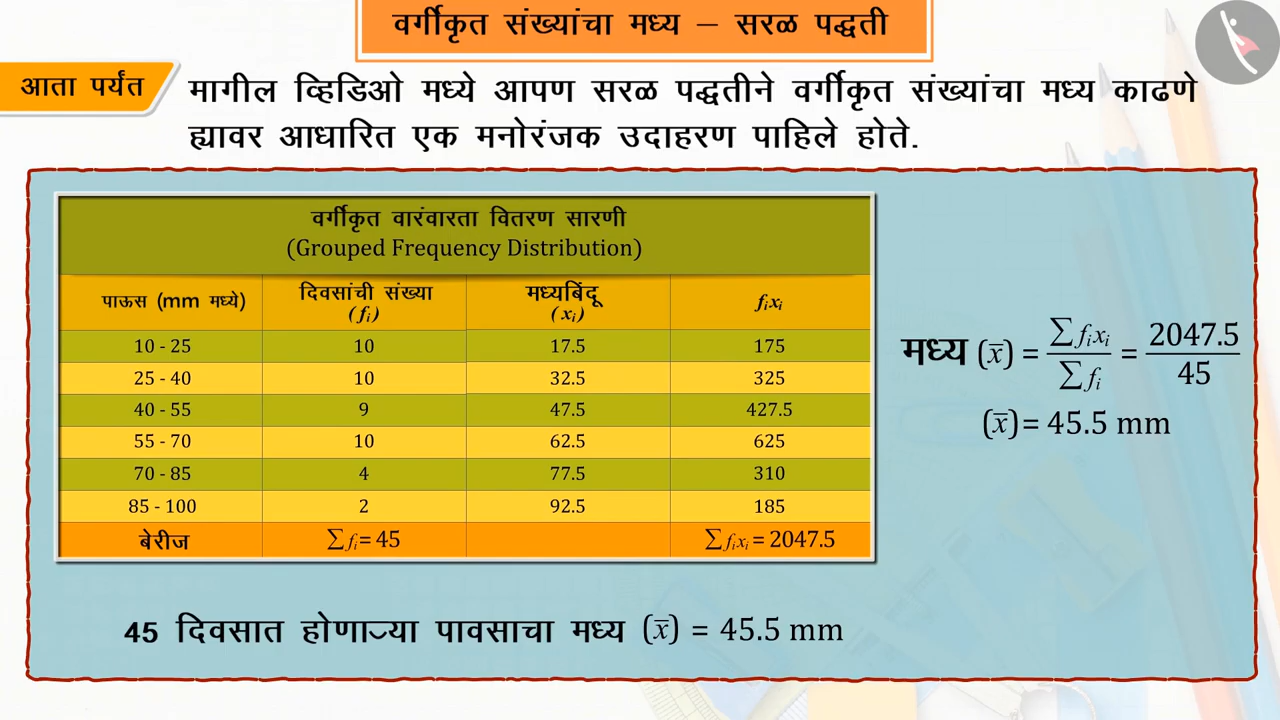 वर्गीकृत संख्यांचा मध्य – सरळ पद्धती
आता पर्यंत
मागील व्हिडिओ मध्ये आपण सरळ पद्धतीने वर्गीकृत संख्यांचा मध्य काढणे
ह्यावर आधारित एक मनोरंजक उदाहरण पाहिले होते.
वर्गीकृत वारंवारता वितरण सारणी
(Grouped Frequency Distribution)
पाऊस (mm मध्ये) दिवसांची संख्या (fᵢ) मध्यबिंदू (xᵢ) fᵢxᵢ
10 - 25 10 17.5 175
25 - 40 10 32.5 325
40 - 55 9 47.5 427.5
55 - 70 10 62.5 625
70 - 85 4 77.5 310
85 - 100 2 92.5 185
बेरीज ∑fᵢ = 45 ∑fᵢxᵢ = 2047.5
मध्य (x̅) = ∑fᵢxᵢ / ∑fᵢ = 2047.5 / 45
(x̅) = 45.5 mm
45 दिवसात होणाऱ्या पावसाचा मध्य (x̅) = 45.5 mm